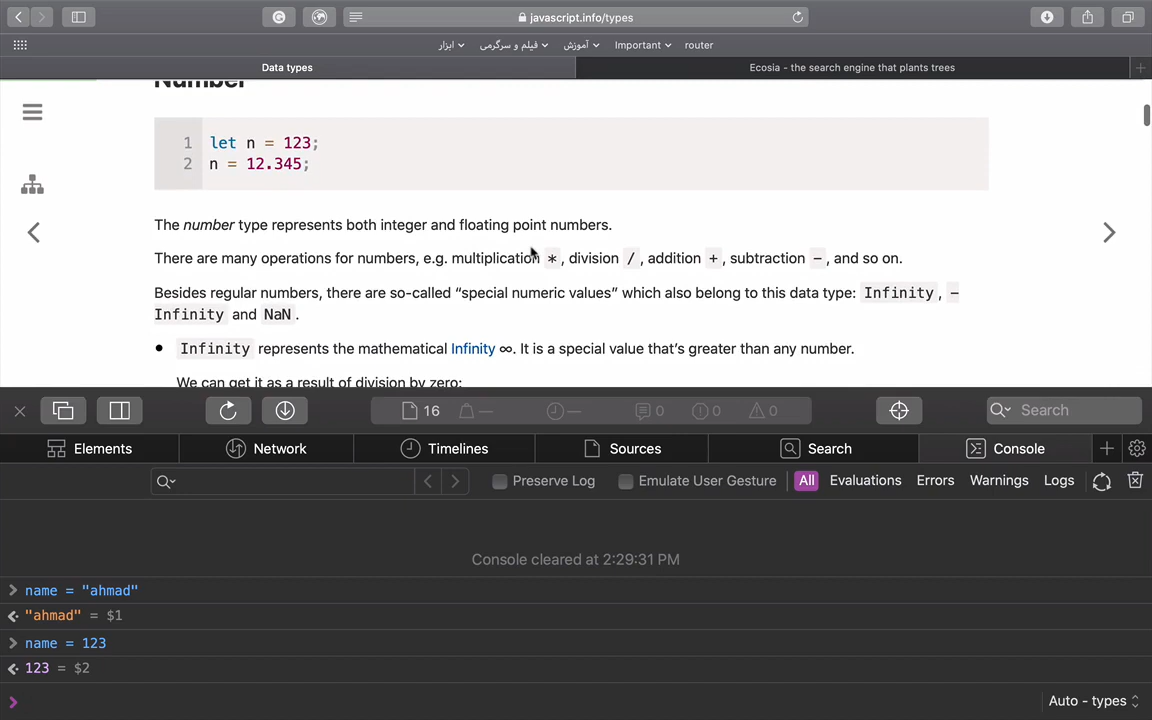 javascript.info/types
ابزار فیلم و سرگرمی آموزش Important router
Data types
Ecosia - the search engine that plants trees
Number
1 let n = 123;
2 n = 12.345;
The number type represents both integer and floating point numbers.
There are many operations for numbers, e.g. multiplication *, division /, addition +, subtraction -, and so on.
Besides regular numbers, there are so-called “special numeric values” which also belong to this data type: Infinity, -
Infinity and NaN.
• Infinity represents the mathematical Infinity ∞. It is a special value that’s greater than any number.
We can get it as a result of division by zero:
16 — — 0 0 0 Search
Elements Network Timelines Sources Search Console
Preserve Log Emulate User Gesture All Evaluations Errors Warnings Logs
Console cleared at 2:29:31 PM
> name = "ahmad"
"ahmad" = $1
> name = 123
123 = $2
> Auto - types